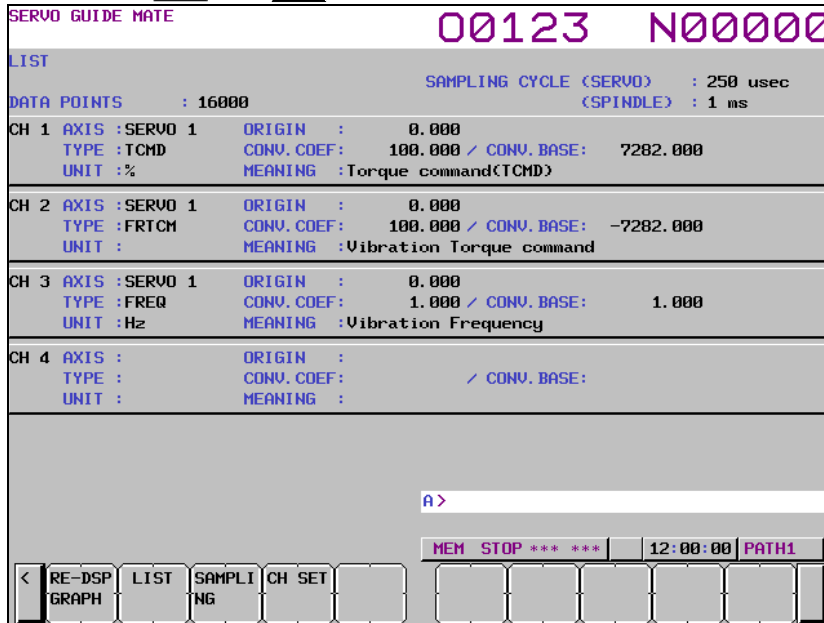 SERVO GUIDE MATE O0123 N00000
LIST
SAMPLING CYCLE (SERVO) : 250 usec
DATA POINTS : 16000 (SPINDLE) : 1 ms
CH 1 AXIS :SERVO 1 ORIGIN : 0.000
TYPE :TCMD CONV.COEF: 100.000 / CONV.BASE: 7282.000
UNIT :% MEANING :Torque command(TCMD)
CH 2 AXIS :SERVO 1 ORIGIN : 0.000
TYPE :FRTCM CONV.COEF: 100.000 / CONV.BASE: -7282.000
UNIT : MEANING :Vibration Torque command
CH 3 AXIS :SERVO 1 ORIGIN : 0.000
TYPE :FREQ CONV.COEF: 1.000 / CONV.BASE: 1.000
UNIT :Hz MEANING :Vibration Frequency
CH 4 AXIS : ORIGIN :
TYPE : CONV.COEF: / CONV.BASE:
UNIT : MEANING :
A>
MEM STOP *** *** 12:00:00 PATH1
< RE-DSP LIST SAMPLI CH SET
GRAPH NG